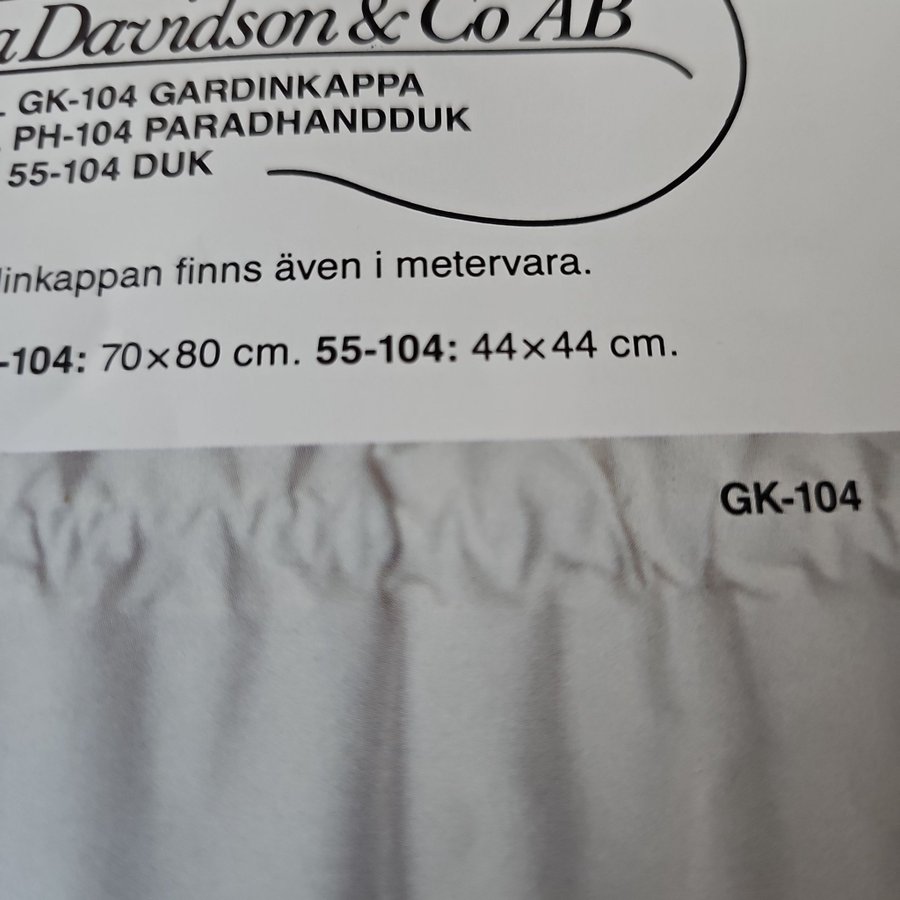 a Davidson & Co AB
GK-104 GARDINKAPPA
PH-104 PARADHANDDUK
55-104 DUK
dinkappan finns även i metervara.
-104: 70×80 cm. 55-104: 44×44 cm.
GK-104